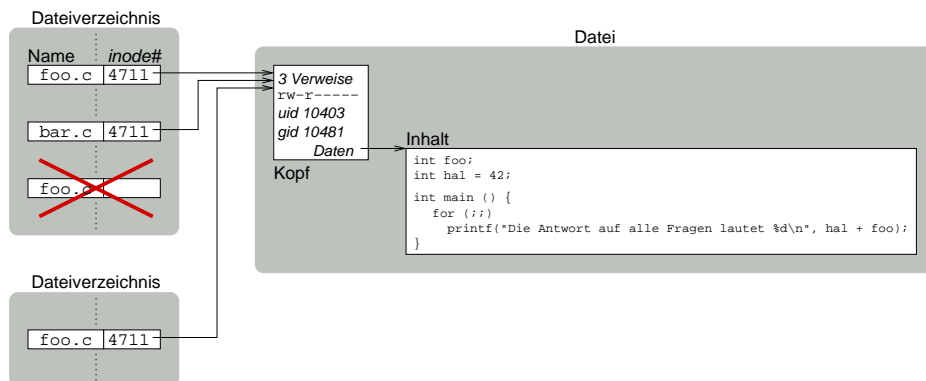 Dateiverzeichnis
Name inode#
foo.c 4711
bar.c 4711
foo.c
Dateiverzeichnis
foo.c 4711
Datei
3 Verweise
rw-r-----
uid 10403
gid 10481
Daten
Kopf
Inhalt
int foo;
int hal = 42;
int main () {
for (;;)
printf("Die Antwort auf alle Fragen lautet %d\n", hal + foo);
}